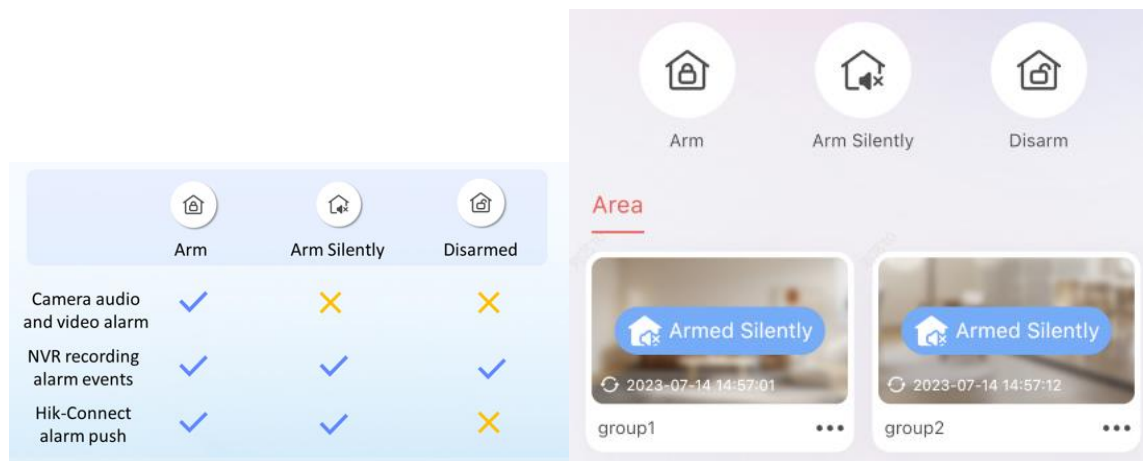 Arm Arm Silently Disarmed
Camera audio
and video alarm
NVR recording
alarm events
Hik-Connect
alarm push
Arm Arm Silently Disarm
Area
Armed Silently Armed Silently
2023-07-14 14:57:01 2023-07-14 14:57:12
group1 group2